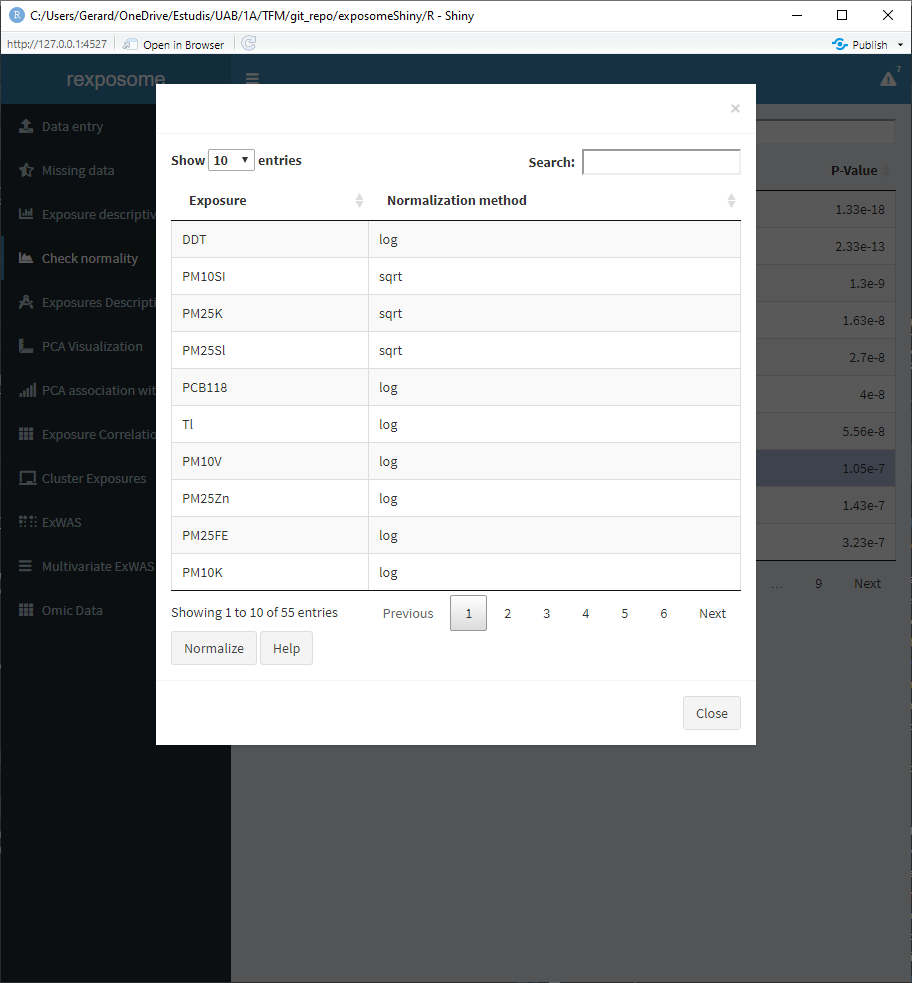 C:/Users/Gerard/OneDrive/Estudis/UAB/1A/TFM/git_repo/exposomeShiny/R - Shiny
http://127.0.0.1:4527 Open in Browser Publish
rexposome 7
×
Data entry
Missing data
Exposure descriptiv
Check normality
Exposures Descripti
PCA Visualization
PCA association wit
Exposure Correlatio
Cluster Exposures
ExWAS
Multivariate ExWAS
Omic Data
Show 10 entries Search:
Exposure Normalization method
DDT log
PM10SI sqrt
PM25K sqrt
PM25Sl sqrt
PCB118 log
Tl log
PM10V log
PM25Zn log
PM25FE log
PM10K log
Showing 1 to 10 of 55 entries Previous 1 2 3 4 5 6 Next
Normalize Help
Close
P-Value
1.33e-18
2.33e-13
1.3e-9
1.63e-8
2.7e-8
4e-8
5.56e-8
1.05e-7
1.43e-7
3.23e-7
… 9 Next